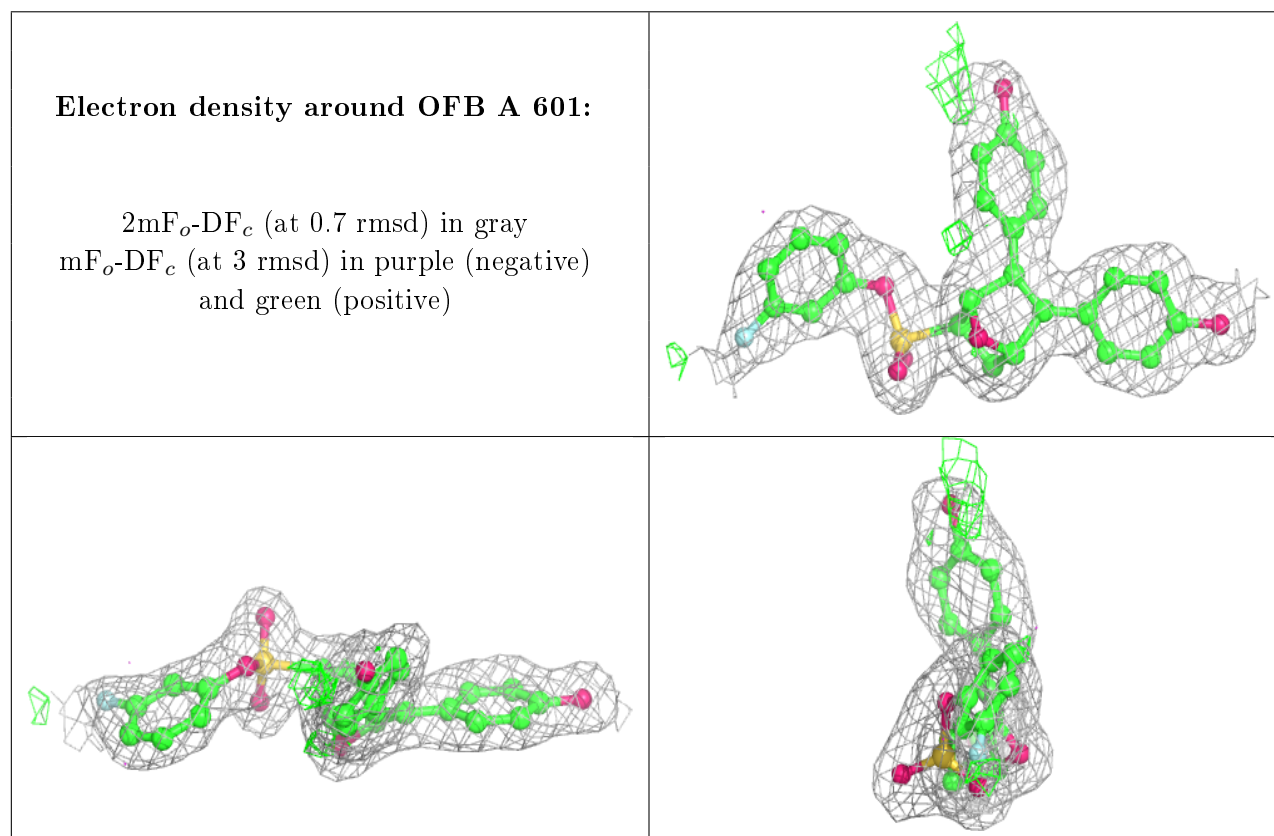 Electron density around OFB A 601:
2mFo-DFc (at 0.7 rmsd) in gray
mFo-DFc (at 3 rmsd) in purple (negative)
and green (positive)